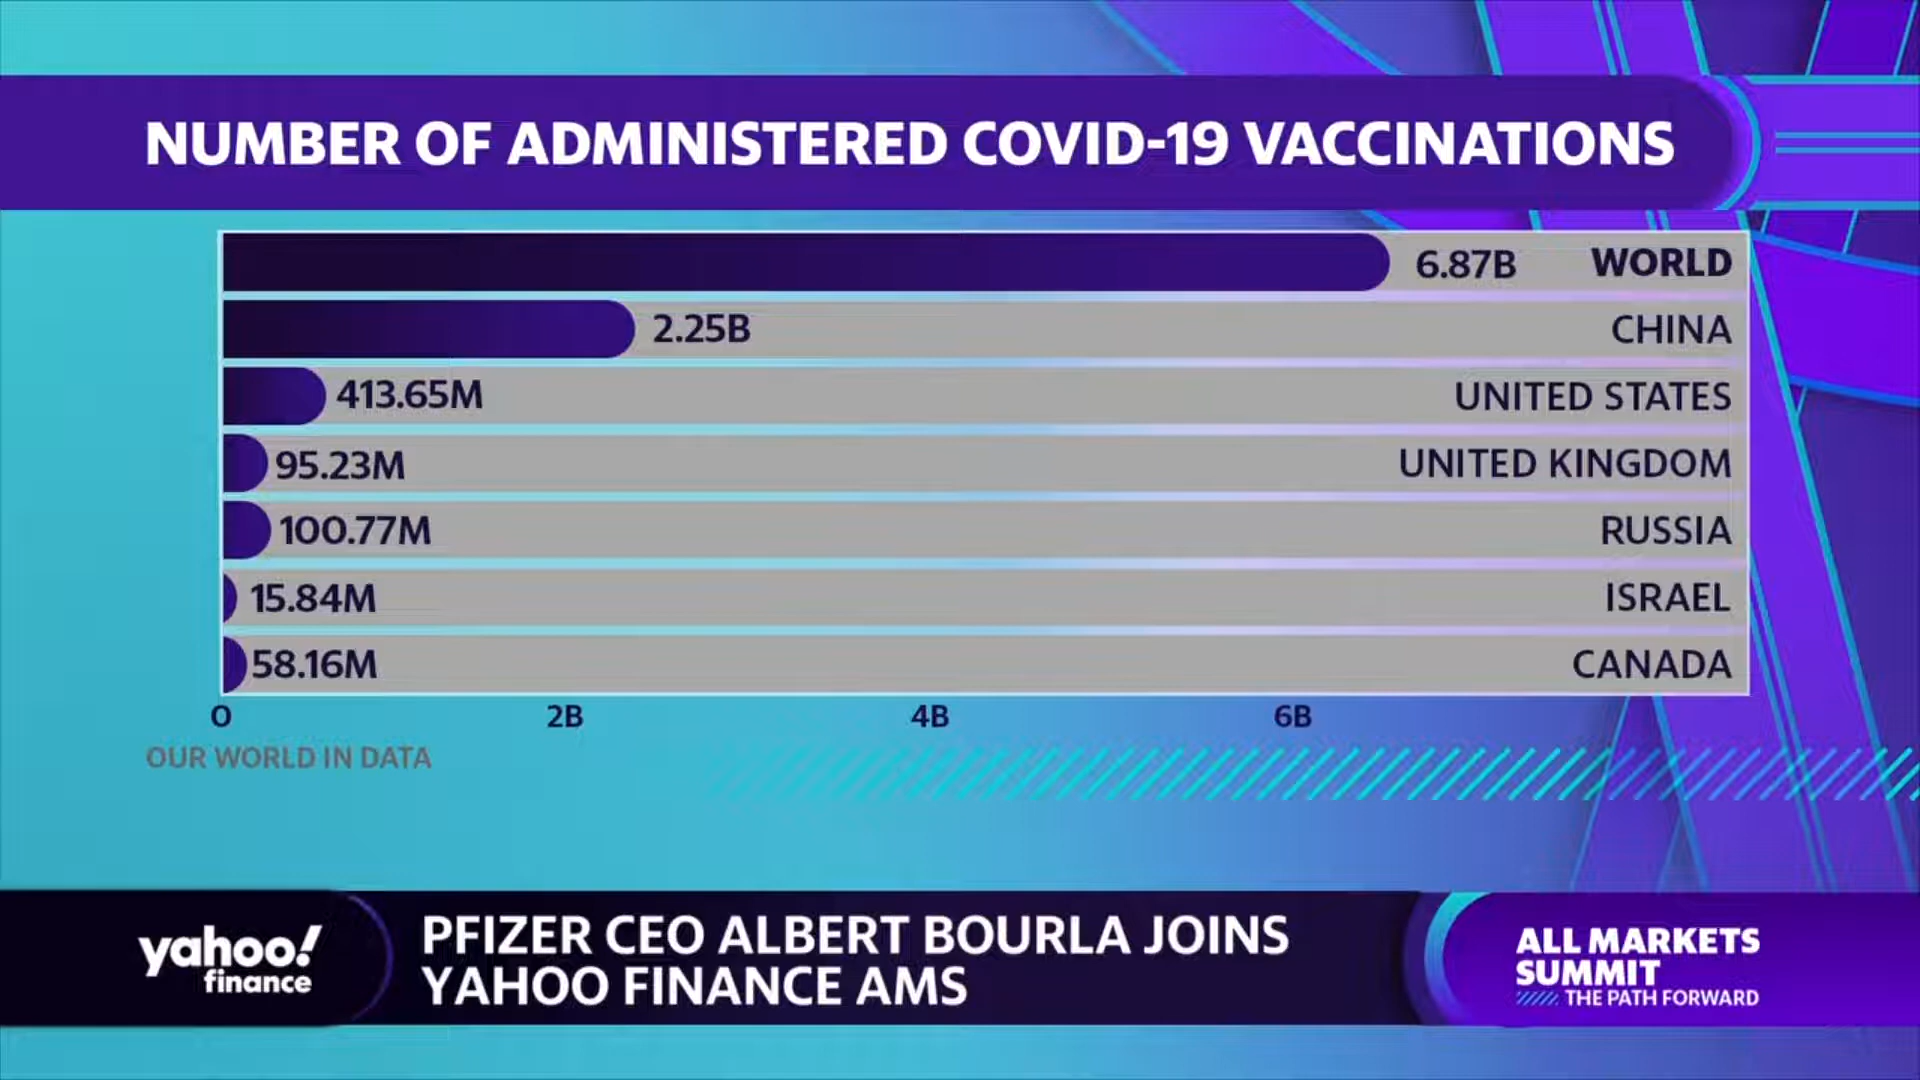 NUMBER OF ADMINISTERED COVID-19 VACCINATIONS
6.87B WORLD
2.25B CHINA
413.65M UNITED STATES
95.23M UNITED KINGDOM
100.77M RUSSIA
15.84M ISRAEL
58.16M CANADA
0 2B 4B 6B
OUR WORLD IN DATA
yahoo!
finance
PFIZER CEO ALBERT BOURLA JOINS
YAHOO FINANCE AMS
ALL MARKETS
SUMMIT
THE PATH FORWARD